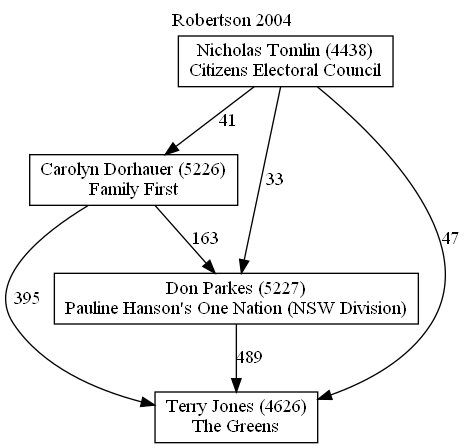 Robertson 2004
Nicholas Tomlin (4438)
Citizens Electoral Council
41
Carolyn Dorhauer (5226)
Family First
33
163
47
Don Parkes (5227)
Pauline Hanson's One Nation (NSW Division)
395
489
Terry Jones (4626)
The Greens